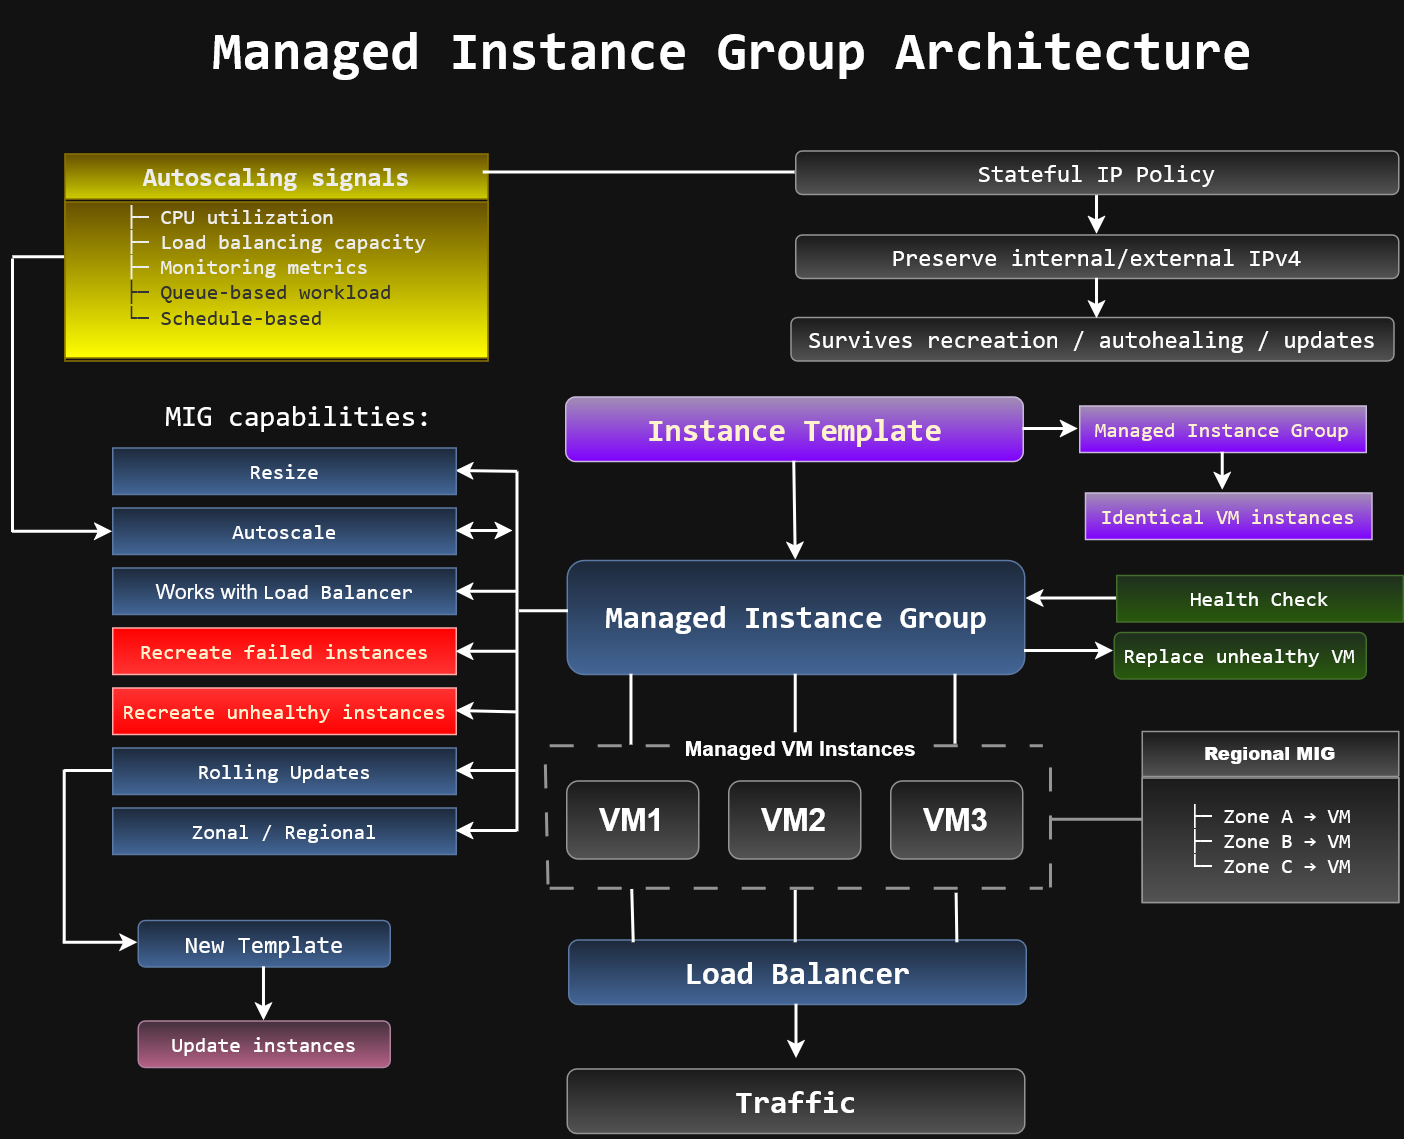 Managed Instance Group Architecture
Autoscaling signals
├─ CPU utilization
├─ Load balancing capacity
├─ Monitoring metrics
├─ Queue-based workload
└─ Schedule-based
Stateful IP Policy
Preserve internal/external IPv4
Survives recreation / autohealing / updates
MIG capabilities:
Resize
Autoscale
Works with Load Balancer
Recreate failed instances
Recreate unhealthy instances
Rolling Updates
Zonal / Regional
New Template
Update instances
Instance Template
Managed Instance Group
Identical VM instances
Managed Instance Group
Health Check
Replace unhealthy VM
Managed VM Instances
VM1
VM2
VM3
Regional MIG
├─ Zone A → VM
├─ Zone B → VM
└─ Zone C → VM
Load Balancer
Traffic